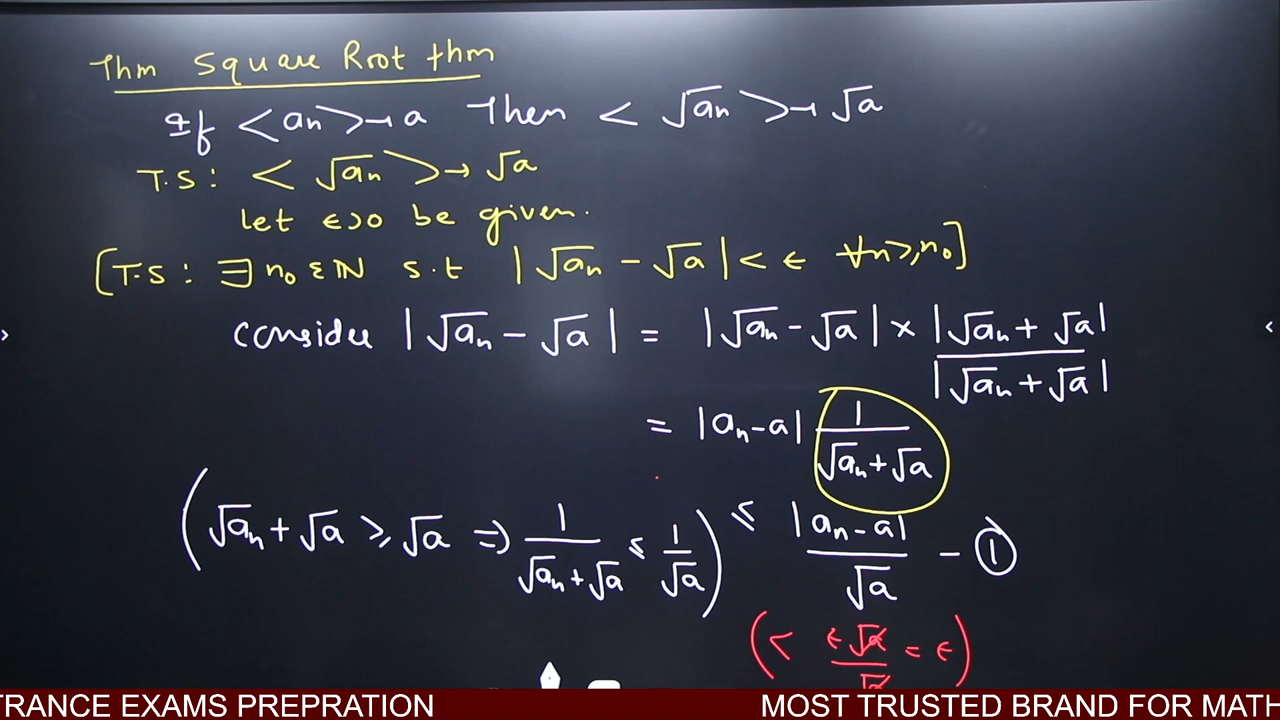 Thm Square Root thm
If <an>→a Then < √an >→ √a
T.S: < √an >→ √a
Let ϵ>0 be given.
[T.S: ∃ n₀ ε ℕ s.t |√an - √a| < ϵ ∀n≥n₀]
consider |√an - √a| = |√an - √a| × |√an + √a| / |√an + √a|
= |an-a| 1/(√an+√a)
(√an + √a ≥ √a ⇒ 1/(√an+√a) ≤ 1/√a) ≤ |an-a|/√a - ①
(< ϵ√a/√a = ϵ)
TRANCE EXAMS PREPRATION MOST TRUSTED BRAND FOR MATH